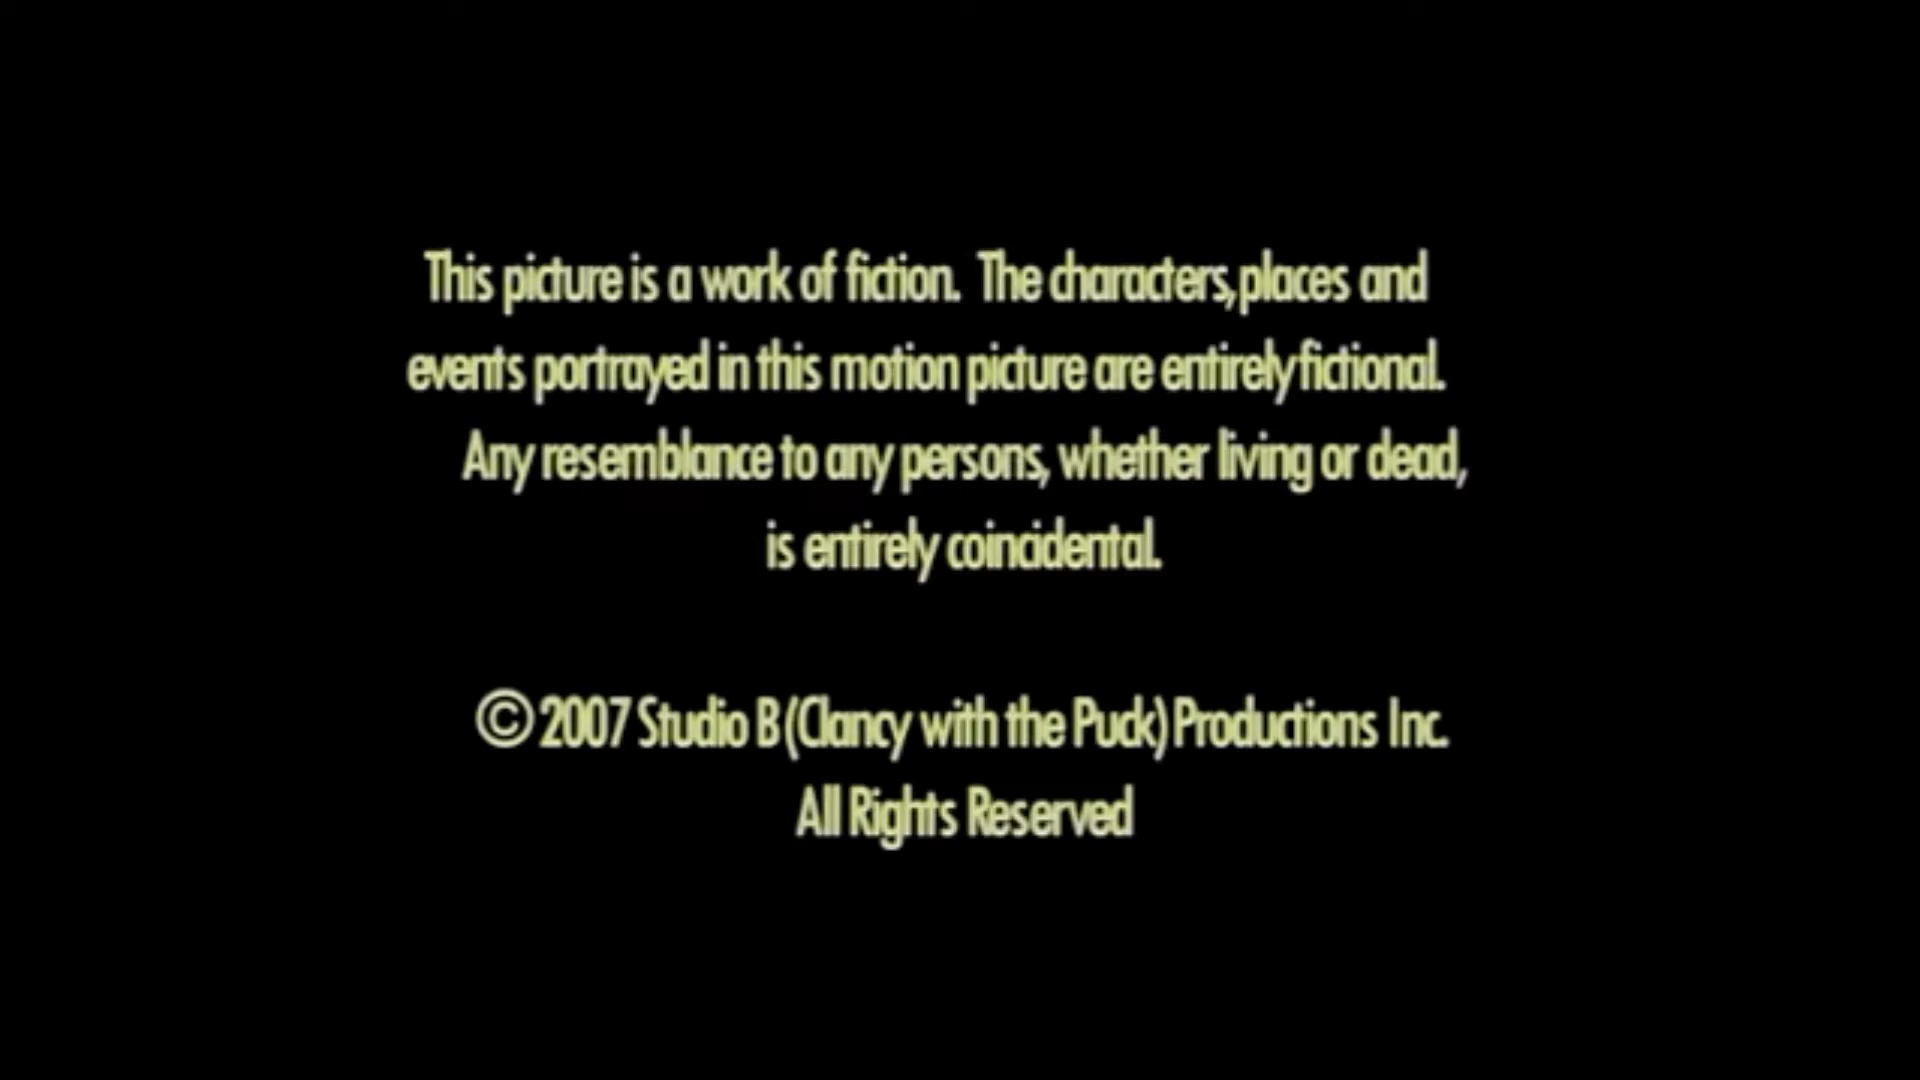 This picture is a work of fiction. The characters, places and
events portrayed in this motion picture are entirely fictional.
Any resemblance to any persons, whether living or dead,
is entirely coincidental.
© 2007 Studio B (Clancy with the Puck) Productions Inc.
All Rights Reserved